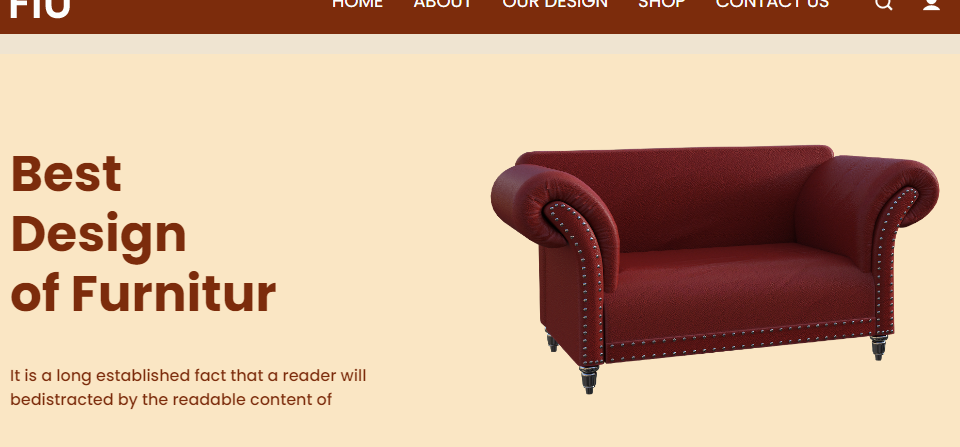 FIU
HOME ABOUT OUR DESIGN SHOP CONTACT US
Best
Design
of Furnitur
It is a long established fact that a reader will
bedistracted by the readable content of